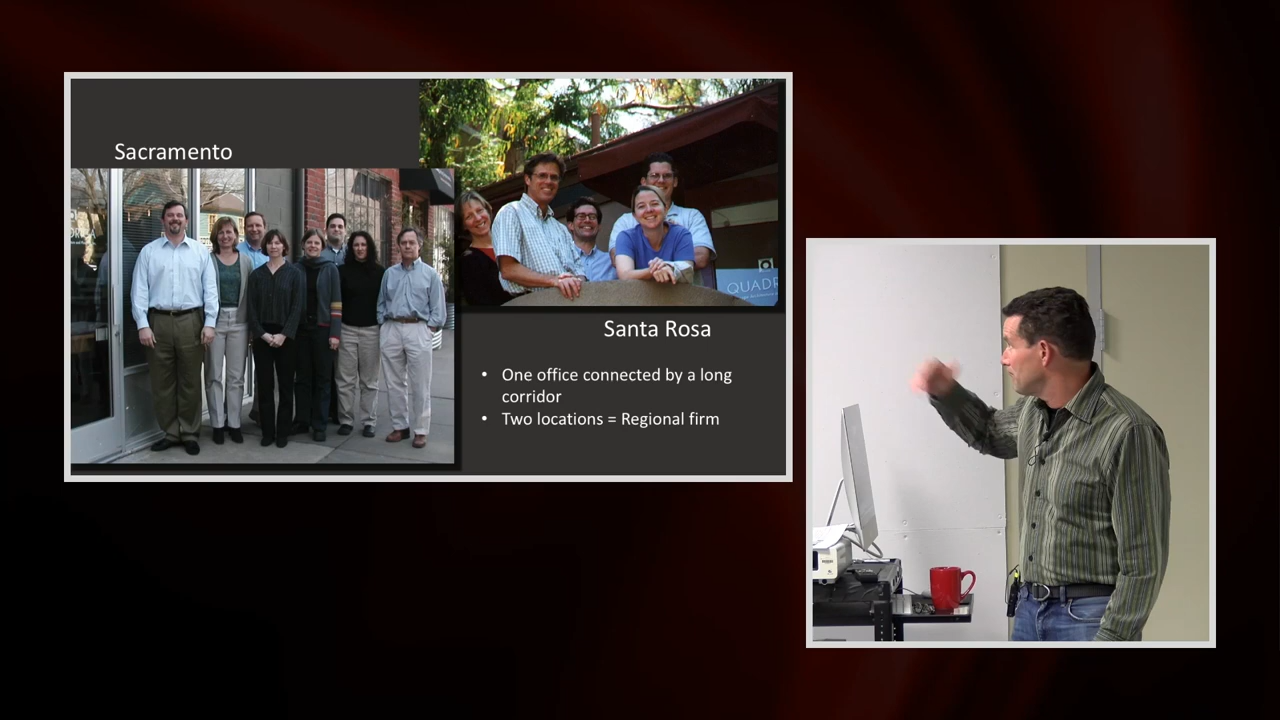 Sacramento
QUADR
Santa Rosa
• One office connected by a long
corridor
• Two locations = Regional firm